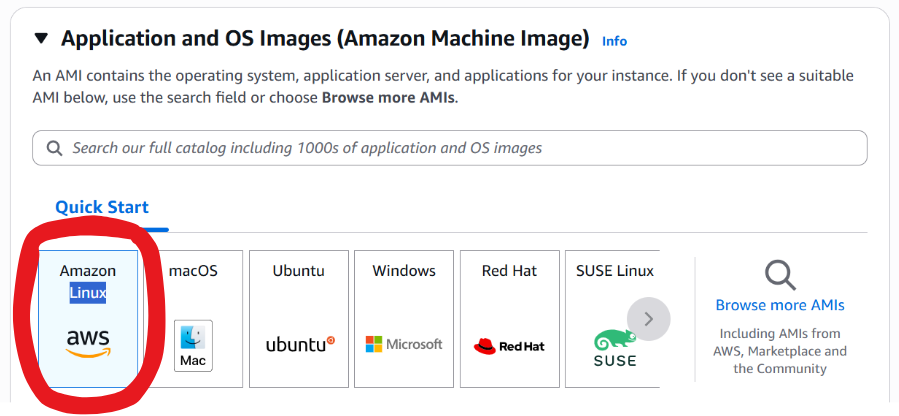 Application and OS Images (Amazon Machine Image) Info
An AMI contains the operating system, application server, and applications for your instance. If you don't see a suitable
AMI below, use the search field or choose Browse more AMIs.
Search our full catalog including 1000s of application and OS images
Quick Start
Amazon
Linux
aws
macOS
Mac
Ubuntu
ubuntu
Windows
Microsoft
Red Hat
Red Hat
SUSE Linux
SUSE
Browse more AMIs
Including AMIs from
AWS, Marketplace and
the Community